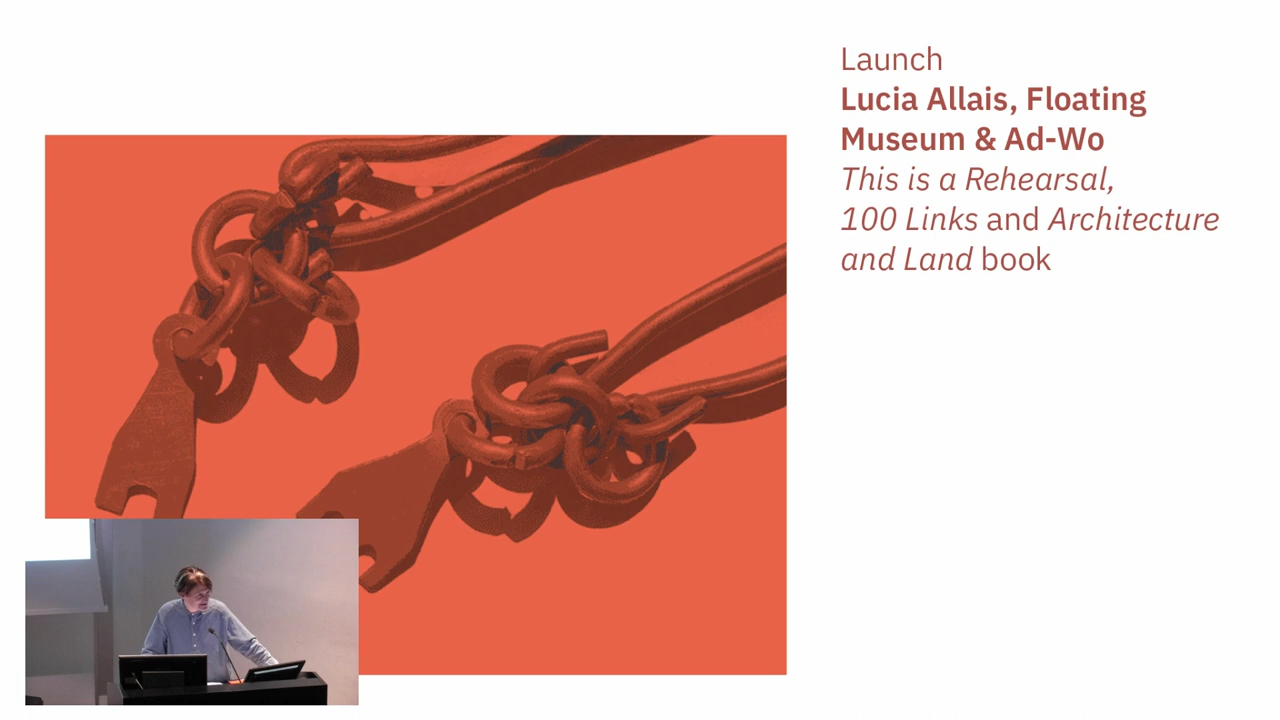 Launch
Lucia Allais, Floating
Museum & Ad-Wo
This is a Rehearsal,
100 Links and Architecture
and Land book